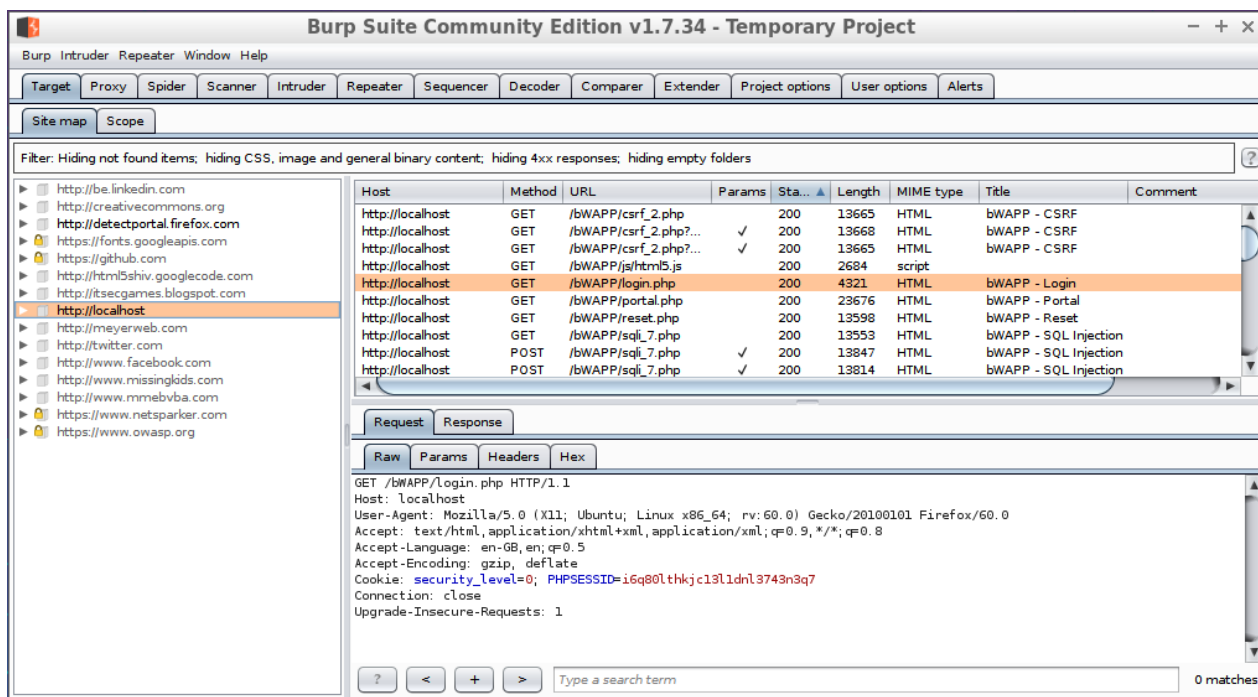 Burp Suite Community Edition v1.7.34 - Temporary Project
Burp Intruder Repeater Window Help
Target Proxy Spider Scanner Intruder Repeater Sequencer Decoder Comparer Extender Project options User options Alerts
Site map Scope
Filter: Hiding not found items; hiding CSS, image and general binary content; hiding 4xx responses; hiding empty folders ?
http://be.linkedin.com
http://creativecommons.org
http://detectportal.firefox.com
https://fonts.googleapis.com
https://github.com
http://html5shiv.googlecode.com
http://itsecgames.blogspot.com
http://localhost
http://meyerweb.com
http://twitter.com
http://www.facebook.com
http://www.missingkids.com
http://www.mmebvba.com
https://www.netsparker.com
https://www.owasp.org
Host Method URL Params Sta... Length MIME type Title Comment
http://localhost GET /bWAPP/csrf_2.php 200 13665 HTML bWAPP - CSRF
http://localhost GET /bWAPP/csrf_2.php?... ✓ 200 13668 HTML bWAPP - CSRF
http://localhost GET /bWAPP/csrf_2.php?... ✓ 200 13665 HTML bWAPP - CSRF
http://localhost GET /bWAPP/js/html5.js 200 2684 script
http://localhost GET /bWAPP/login.php 200 4321 HTML bWAPP - Login
http://localhost GET /bWAPP/portal.php 200 23676 HTML bWAPP - Portal
http://localhost GET /bWAPP/reset.php 200 13598 HTML bWAPP - Reset
http://localhost GET /bWAPP/sqli_7.php 200 13553 HTML bWAPP - SQL Injection
http://localhost POST /bWAPP/sqli_7.php ✓ 200 13847 HTML bWAPP - SQL Injection
http://localhost POST /bWAPP/sqli_7.php ✓ 200 13814 HTML bWAPP - SQL Injection
Request Response
Raw Params Headers Hex
GET /bWAPP/login.php HTTP/1.1
Host: localhost
User-Agent: Mozilla/5.0 (X11; Ubuntu; Linux x86_64; rv:60.0) Gecko/20100101 Firefox/60.0
Accept: text/html,application/xhtml+xml,application/xml;q=0.9,*/*;q=0.8
Accept-Language: en-GB,en;q=0.5
Accept-Encoding: gzip, deflate
Cookie: security_level=0; PHPSESSID=i6q80lthkjc13l1dnl3743n3q7
Connection: close
Upgrade-Insecure-Requests: 1
? < + > Type a search term 0 matches